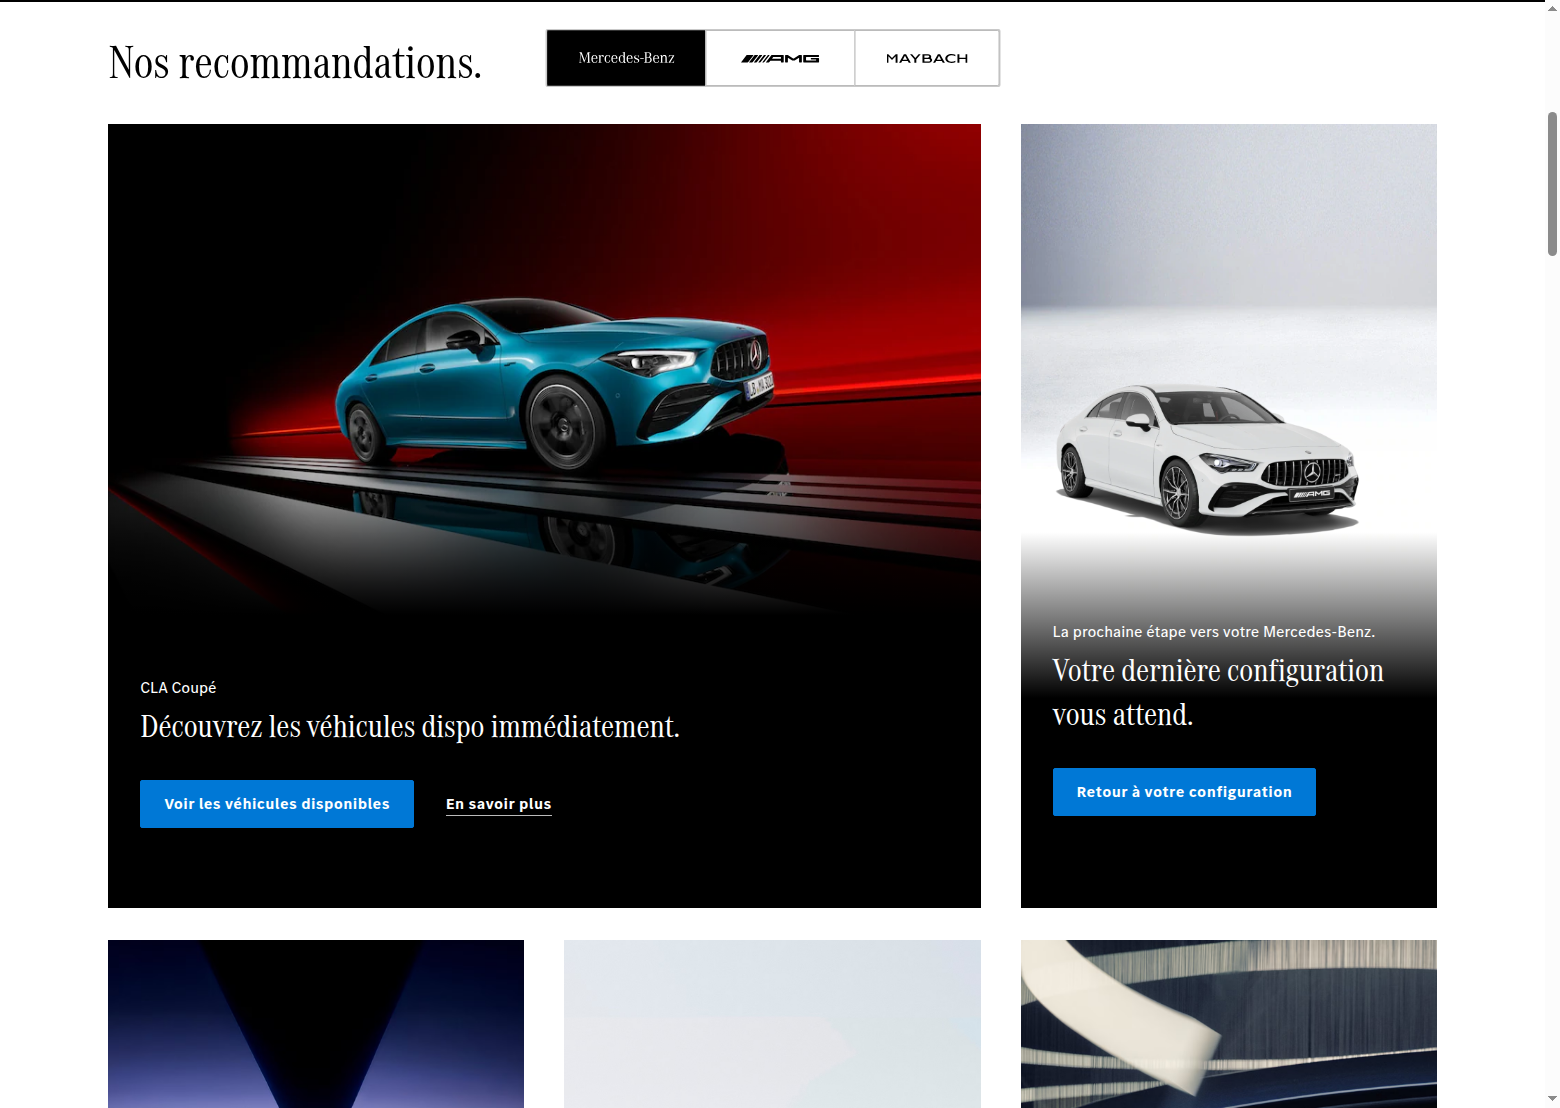 Nos recommandations.
Mercedes-Benz
AMG
MAYBACH
CLA Coupé
Découvrez les véhicules dispo immédiatement.
Voir les véhicules disponibles
En savoir plus
AMG
La prochaine étape vers votre Mercedes-Benz.
Votre dernière configuration
vous attend.
Retour à votre configuration